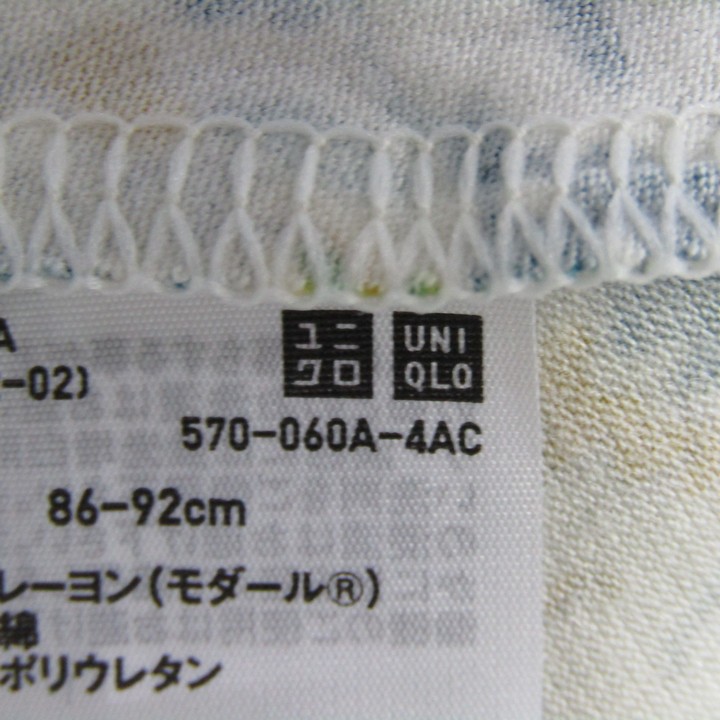 A
ユニ
クロ
UNI
QLO
-02)
570-060A-4AC
86-92cm
レーヨン(モダール®)
綿
ポリウレタン